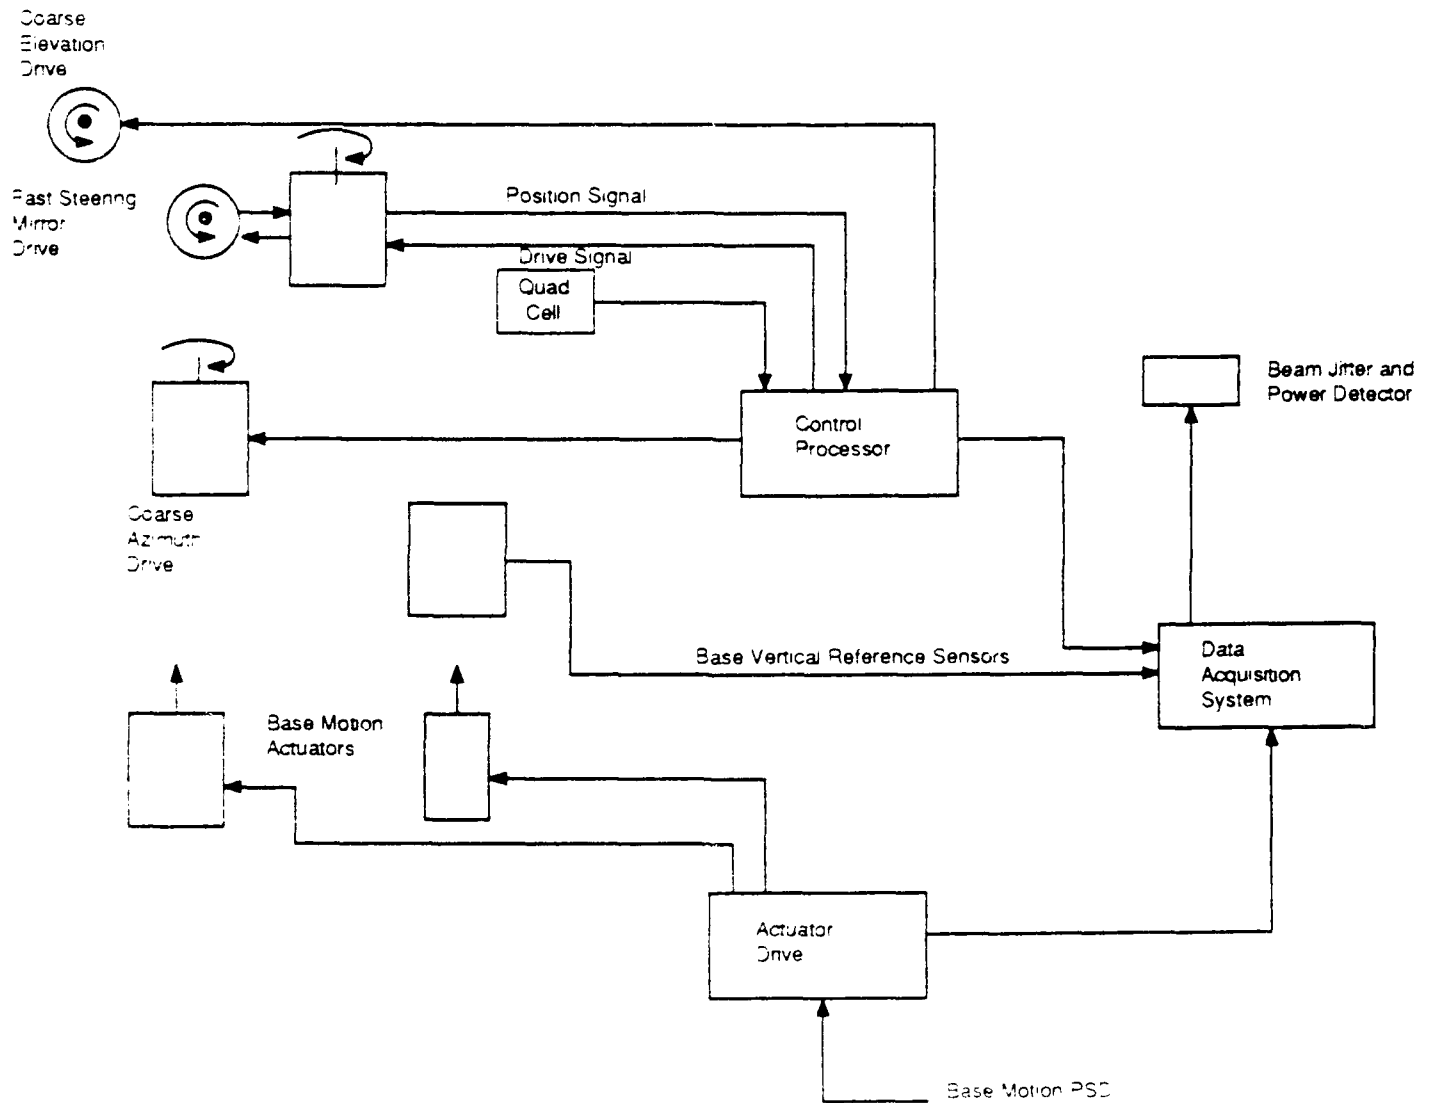 Coarse
Elevation
Drive
Fast Steering
Mirror
Drive
Position Signal
Drive Signal
Quad
Cell
Beam Jitter and
Power Detector
Control
Processor
Coarse
Azimuth
Drive
Base Vertical Reference Sensors
Data
Acquisition
System
Base Motion
Actuators
Actuator
Drive
Base Motion PSD